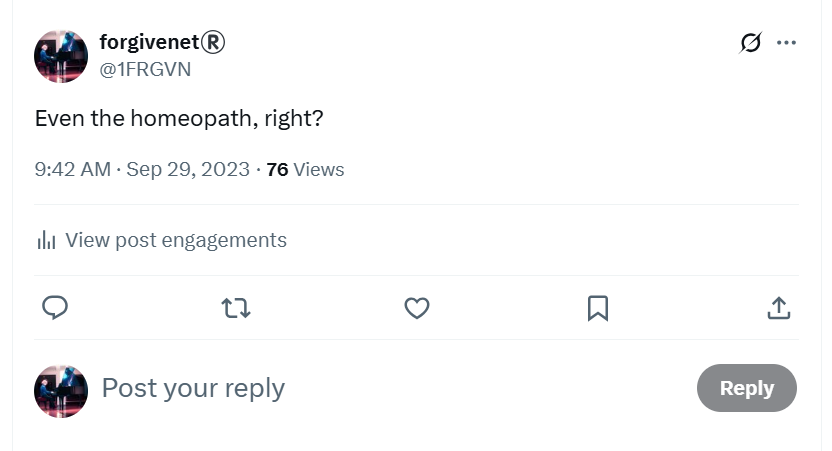 forgivenet®
@1FRGVN
Even the homeopath, right?
9:42 AM · Sep 29, 2023 · 76 Views
View post engagements
Post your reply
Reply